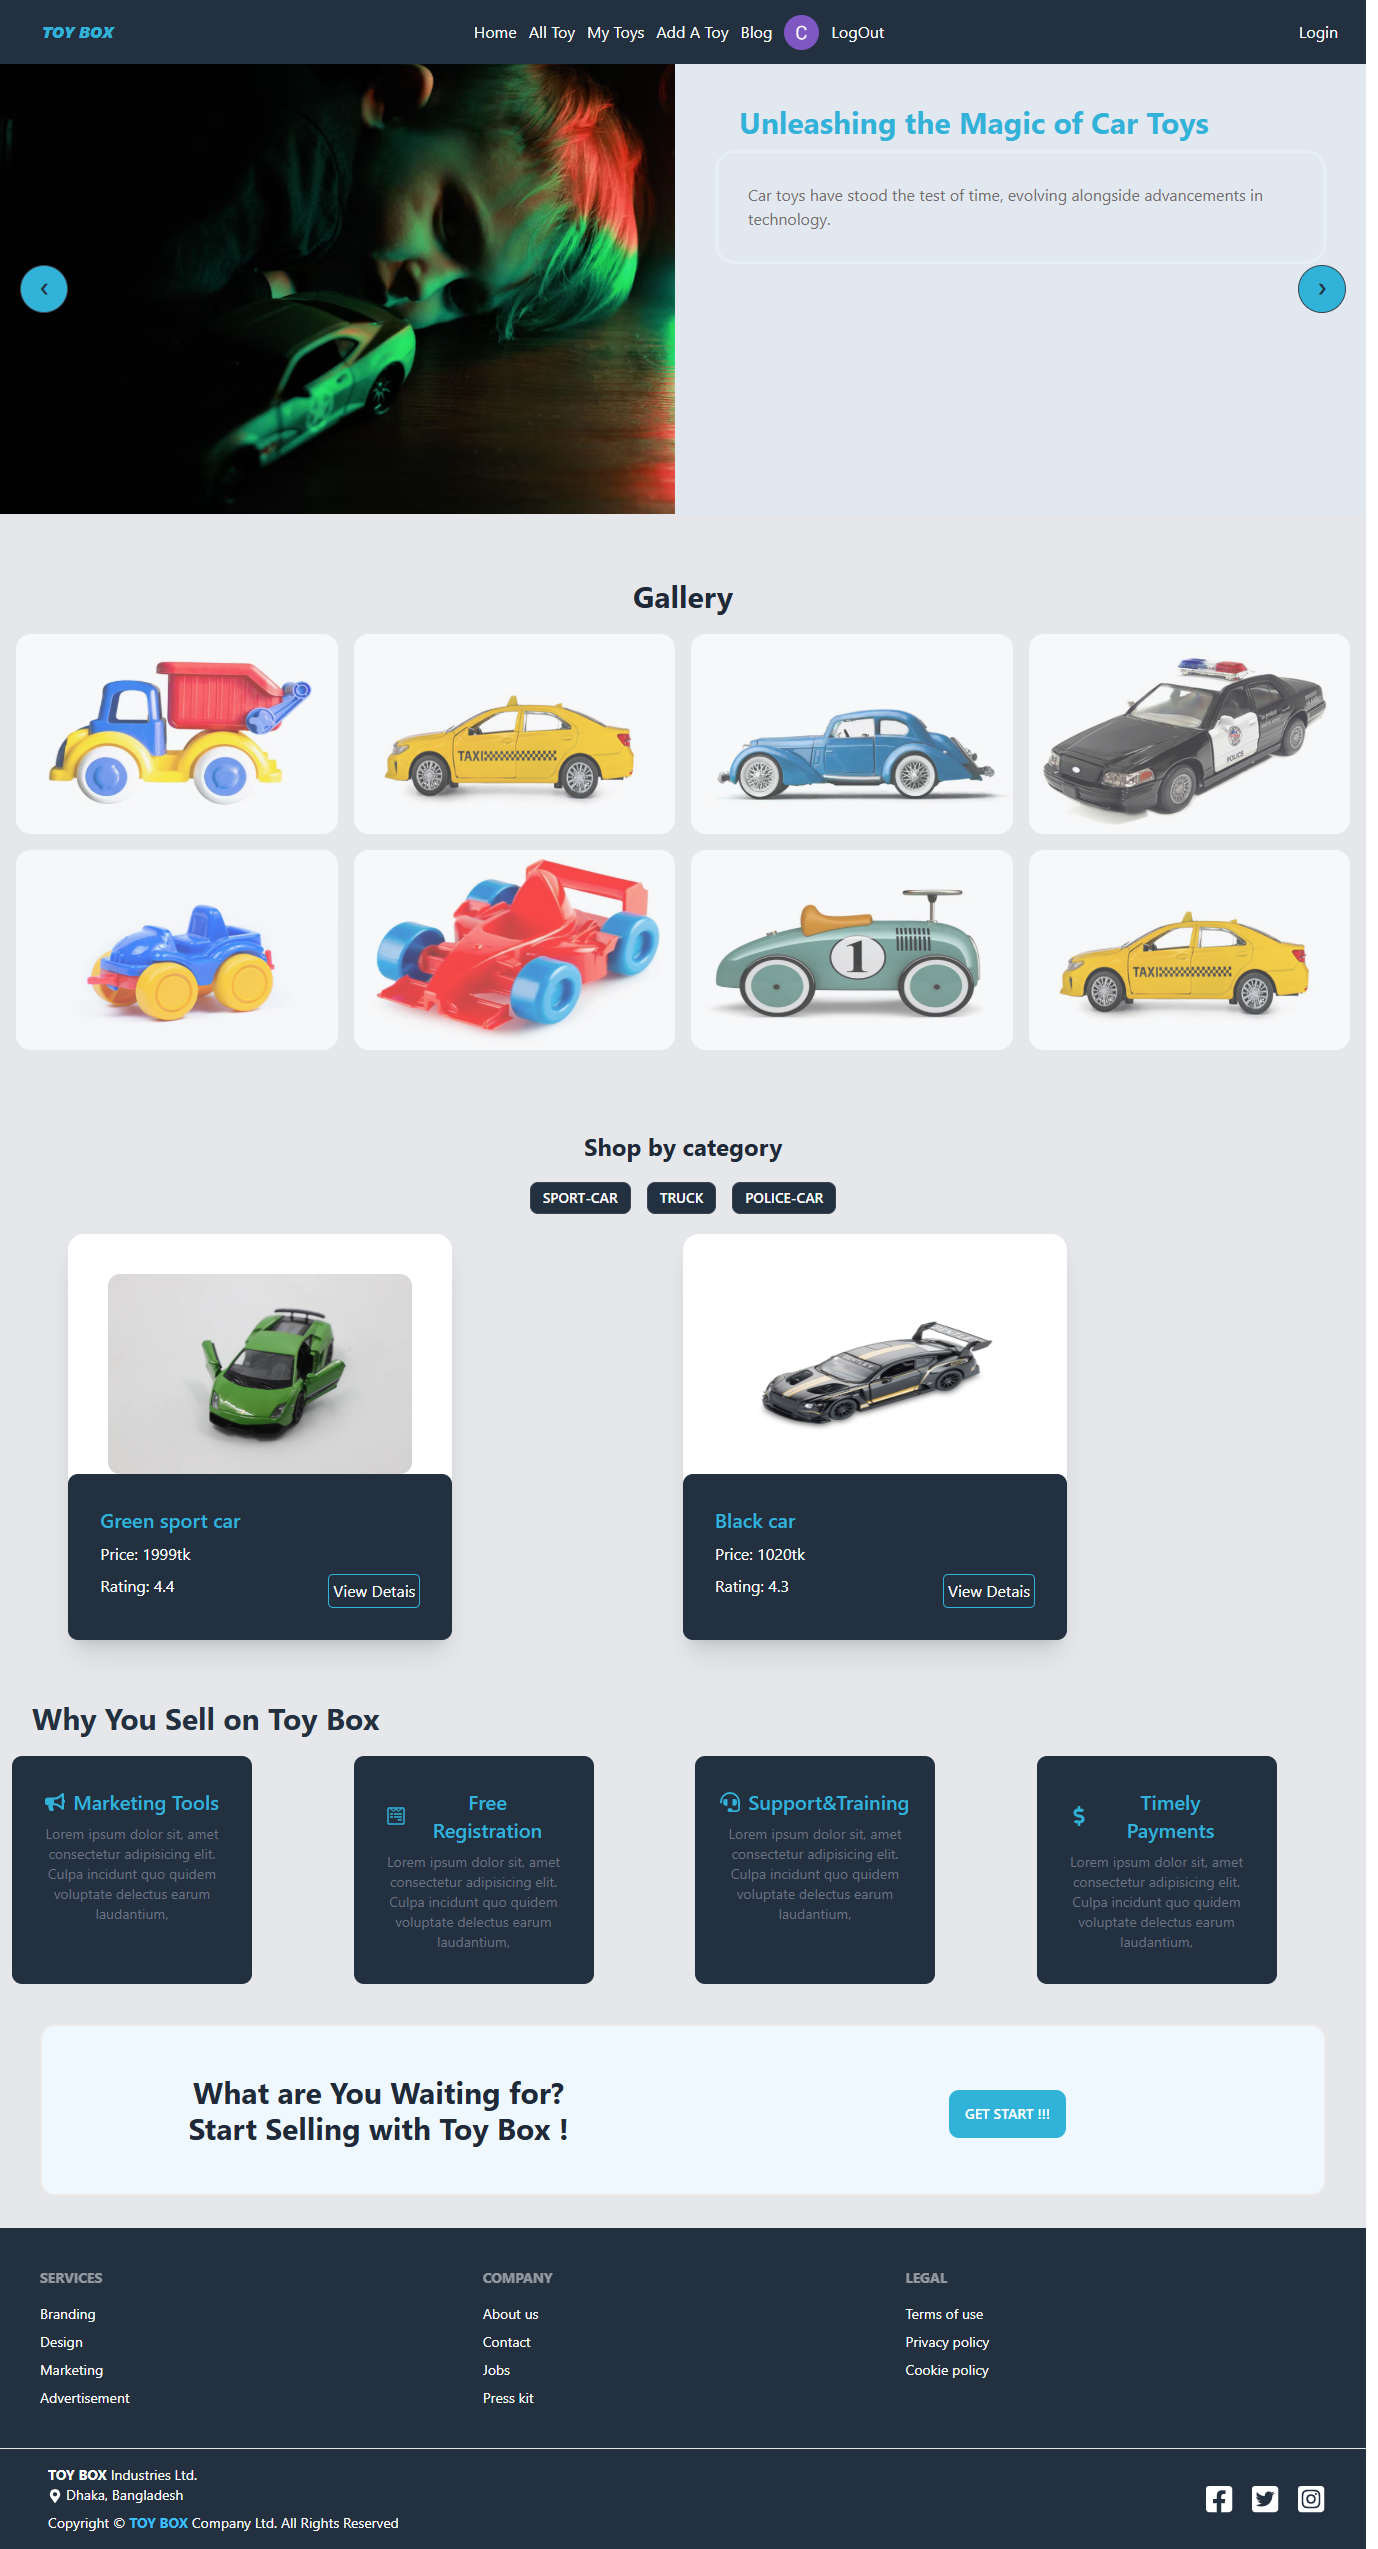 TOY BOX
Home All Toy My Toys Add A Toy Blog C LogOut
Login
Unleashing the Magic of Car Toys
Car toys have stood the test of time, evolving alongside advancements in
technology.
Gallery
TAXI
POLICE
1
TAXI
Shop by category
SPORT-CAR
TRUCK
POLICE-CAR
Green sport car
Price: 1999tk
Rating: 4.4
View Detais
Black car
Price: 1020tk
Rating: 4.3
View Detais
Why You Sell on Toy Box
Marketing Tools
Lorem ipsum dolor sit, amet
consectetur adipisicing elit.
Culpa incidunt quo quidem
voluptate delectus earum
laudantium,
Free
Registration
Lorem ipsum dolor sit, amet
consectetur adipisicing elit.
Culpa incidunt quo quidem
voluptate delectus earum
laudantium,
Support&Training
Lorem ipsum dolor sit, amet
consectetur adipisicing elit.
Culpa incidunt quo quidem
voluptate delectus earum
laudantium,
Timely
Payments
Lorem ipsum dolor sit, amet
consectetur adipisicing elit.
Culpa incidunt quo quidem
voluptate delectus earum
laudantium,
What are You Waiting for?
Start Selling with Toy Box !
GET START !!!
SERVICES
Branding
Design
Marketing
Advertisement
COMPANY
About us
Contact
Jobs
Press kit
LEGAL
Terms of use
Privacy policy
Cookie policy
TOY BOX Industries Ltd.
Dhaka, Bangladesh
Copyright © TOY BOX Company Ltd. All Rights Reserved